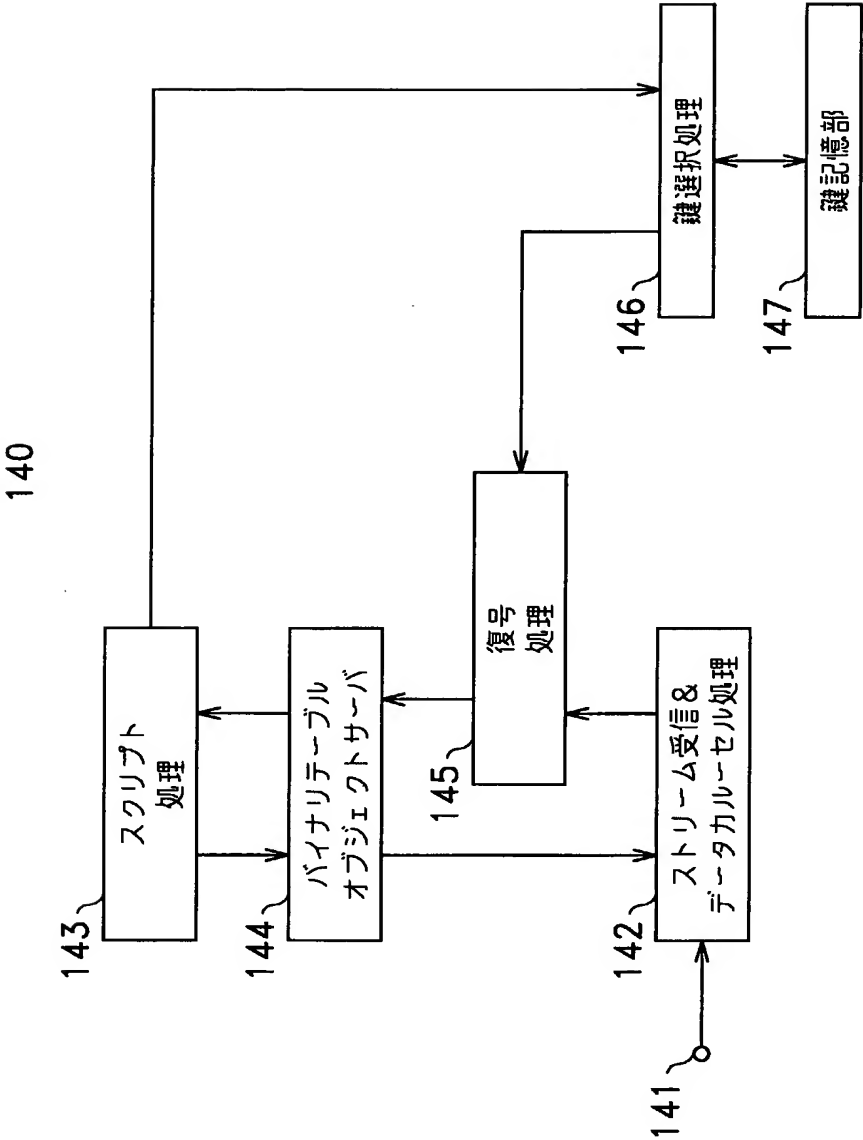 140
143
スクリプト
処理
144
バイナリテーブル
オブジェクトサーバ
145
復号
処理
142
ストリーム受信&
データカルーセル処理
141
146
鍵選択処理
147
鍵記憶部